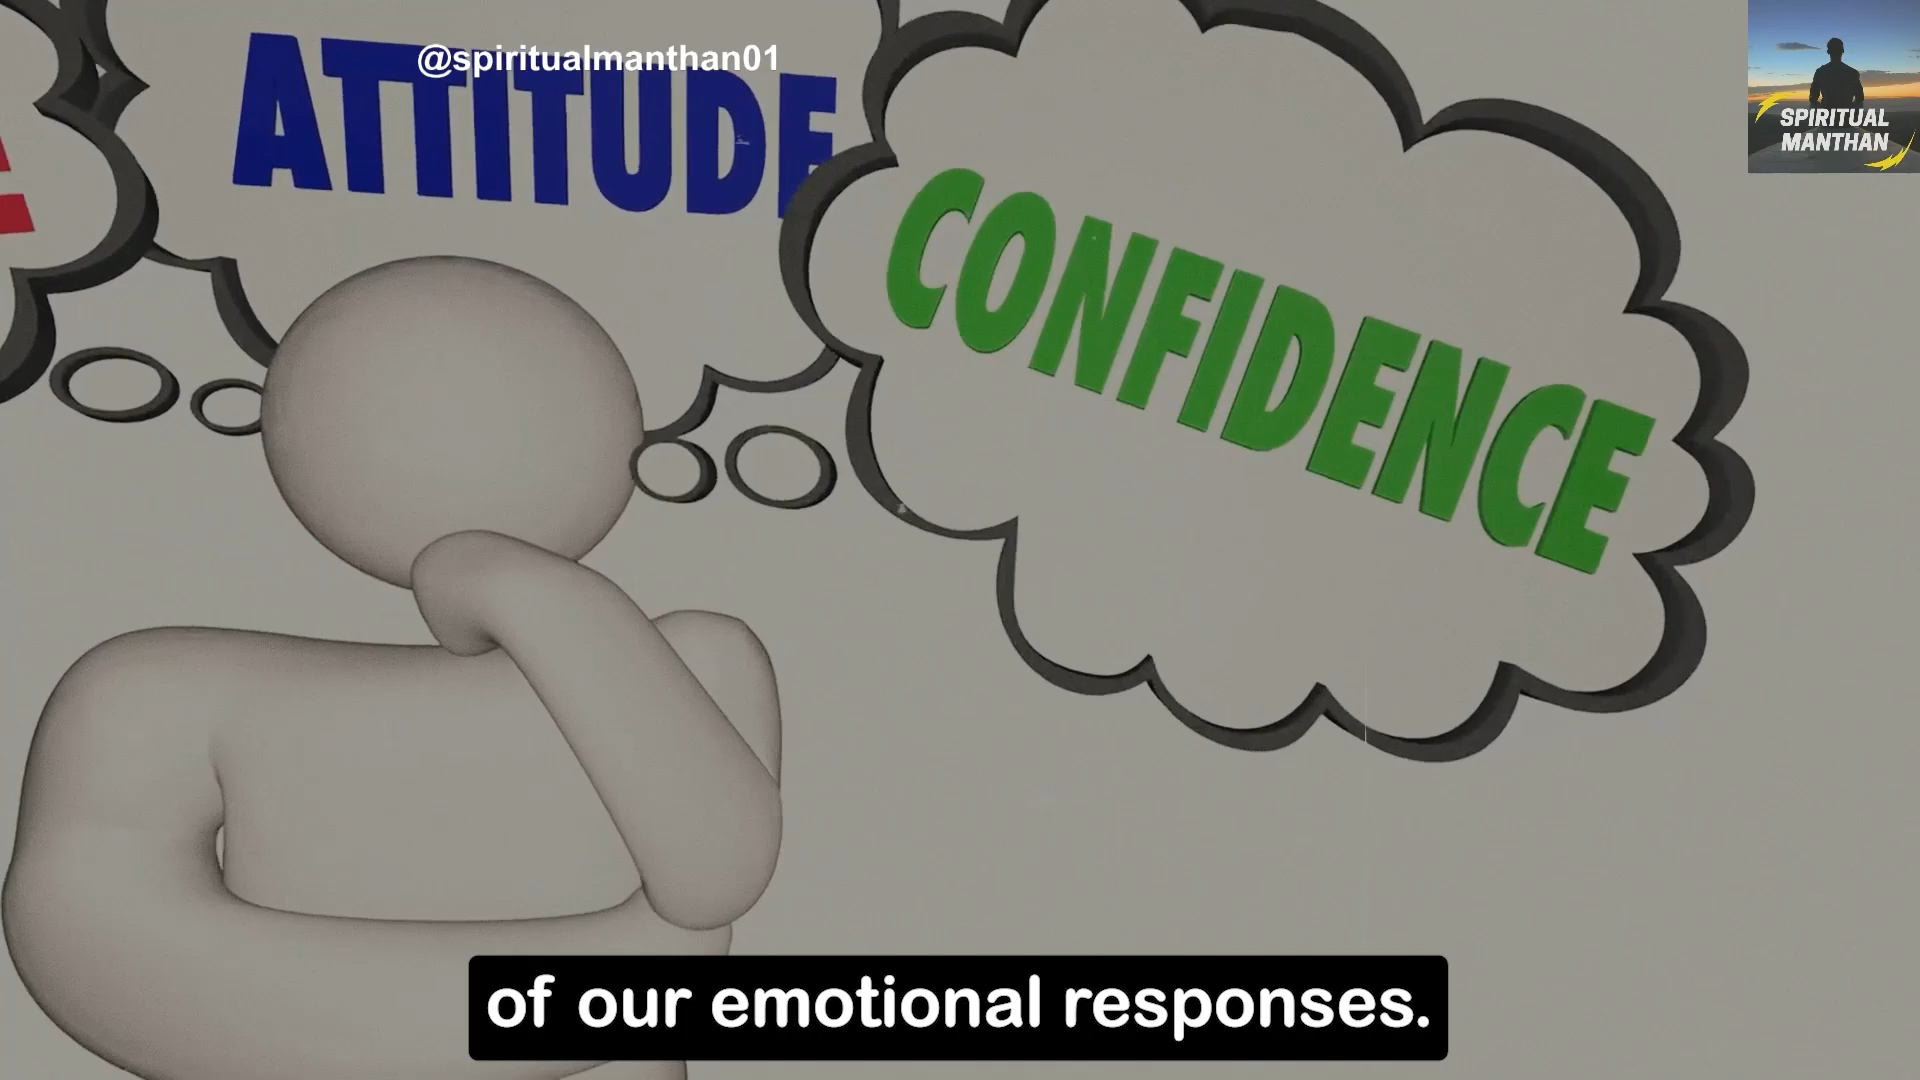 @spiritualmanthan01
ATTITUDE
SPIRITUAL
MANTHAN
CONFIDENCE
of our emotional responses.